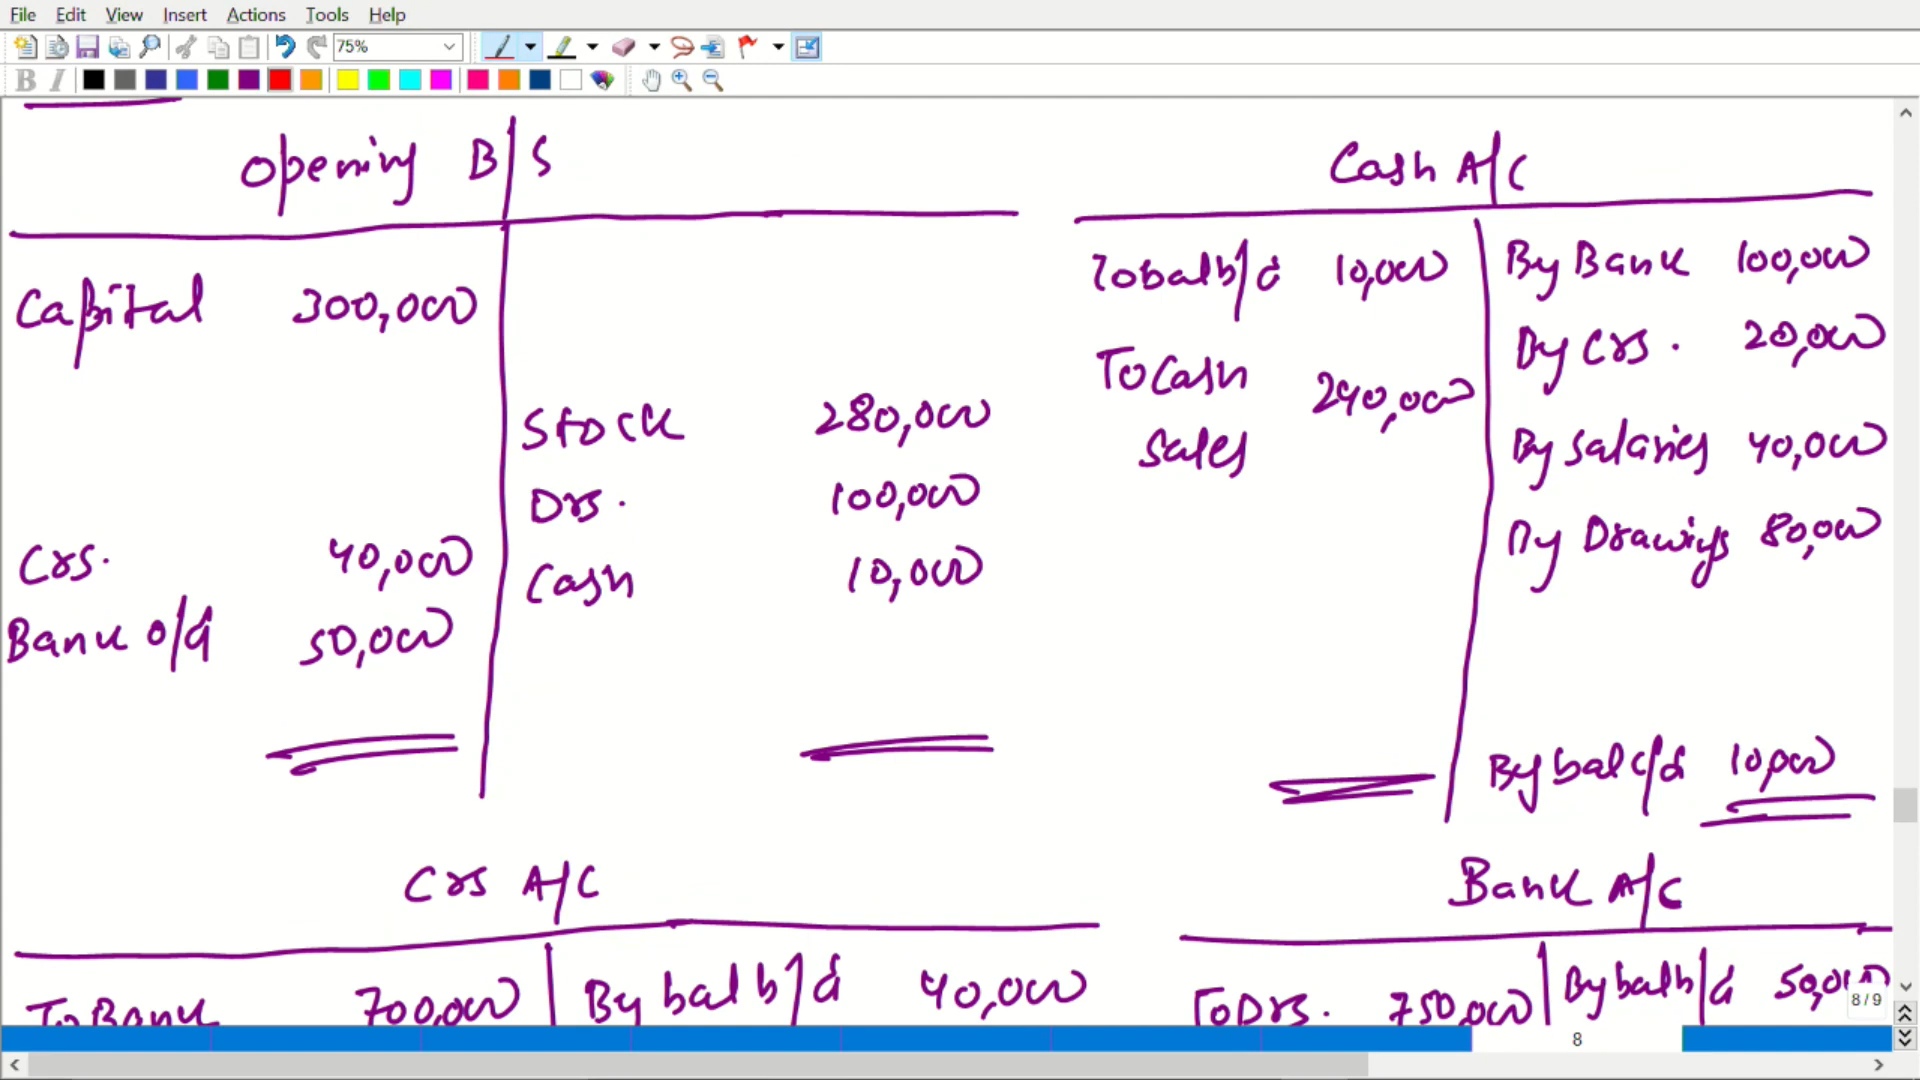 File Edit View Insert Actions Tools Help
75%
B I
Opening B/S
Capital 300,000
Stock 280,000
Drs. 100,000
Crs. 40,000 Cash 10,000
Bank o/d 50,000
Cash A/C
To bal b/d 10,000 By Bank 100,000
By Crs. 20,000
To Cash Sales 240,000
By Salaries 40,000
By Drawings 80,000
By bal c/d 10,000
Crs A/C
To Bank 700,000 By bal b/d 40,000
Bank A/C
To Drs. 750,000 By bal b/d 50,000
8/9
8